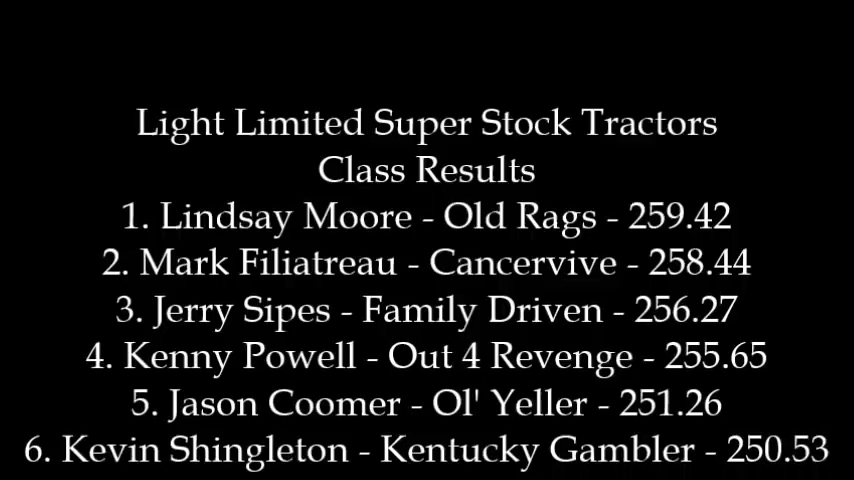 Light Limited Super Stock Tractors
Class Results
1. Lindsay Moore - Old Rags - 259.42
2. Mark Filiatreau - Cancervive - 258.44
3. Jerry Sipes - Family Driven - 256.27
4. Kenny Powell - Out 4 Revenge - 255.65
5. Jason Coomer - Ol' Yeller - 251.26
6. Kevin Shingleton - Kentucky Gambler - 250.53